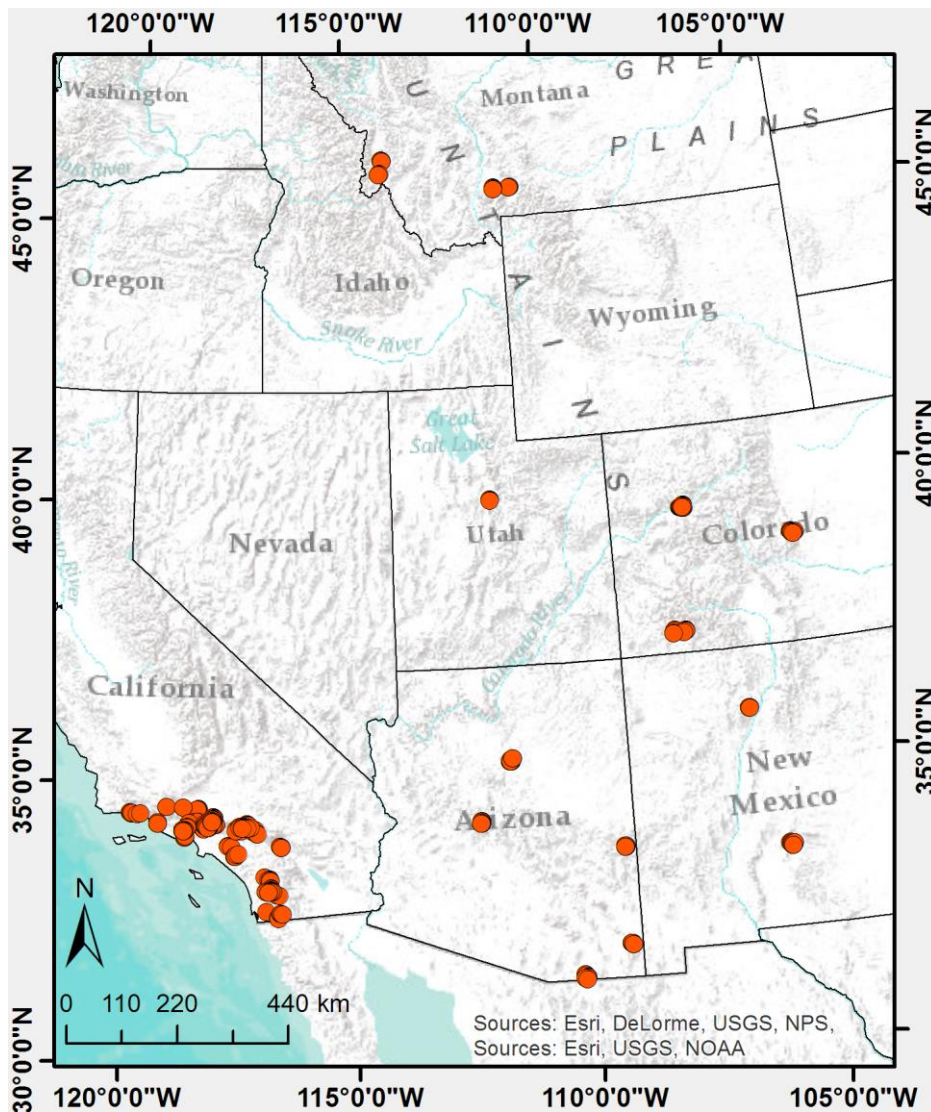 120°0'0"W 115°0'0"W 110°0'0"W 105°0'0"W
G R E A
Washington
U
Montana
P L A I N S
N
45°0'0"N
45°0'0"N
T
Oregon
Idaho
A
Wyoming
Snake River
I
N
Great
Salt Lake
40°0'0"N
S
40°0'0"N
Nevada
Utah
Colorado
Colorado River
California
35°0'0"N
New
Mexico
35°0'0"N
Arizona
N
0 110 220 440 km
Sources: Esri, DeLorme, USGS, NPS,
Sources: Esri, USGS, NOAA
30°0'0"N
120°0'0"W 115°0'0"W 110°0'0"W 105°0'0"W